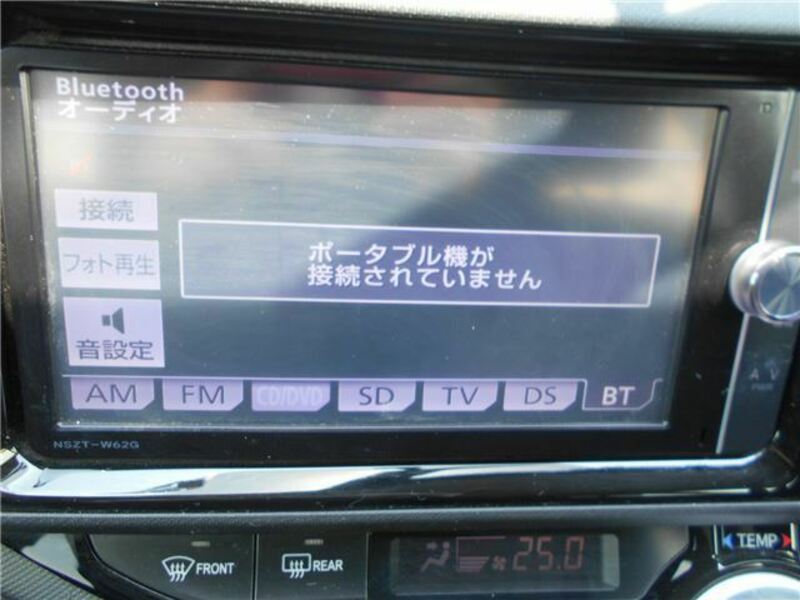 Bluetooth
オーディオ
接続
フォト再生
音設定
ポータブル機が
接続されていません
AM FM CD/DVD SD TV DS BT
NSZT-W62G
A V
PWR
FRONT REAR 25.0 TEMP